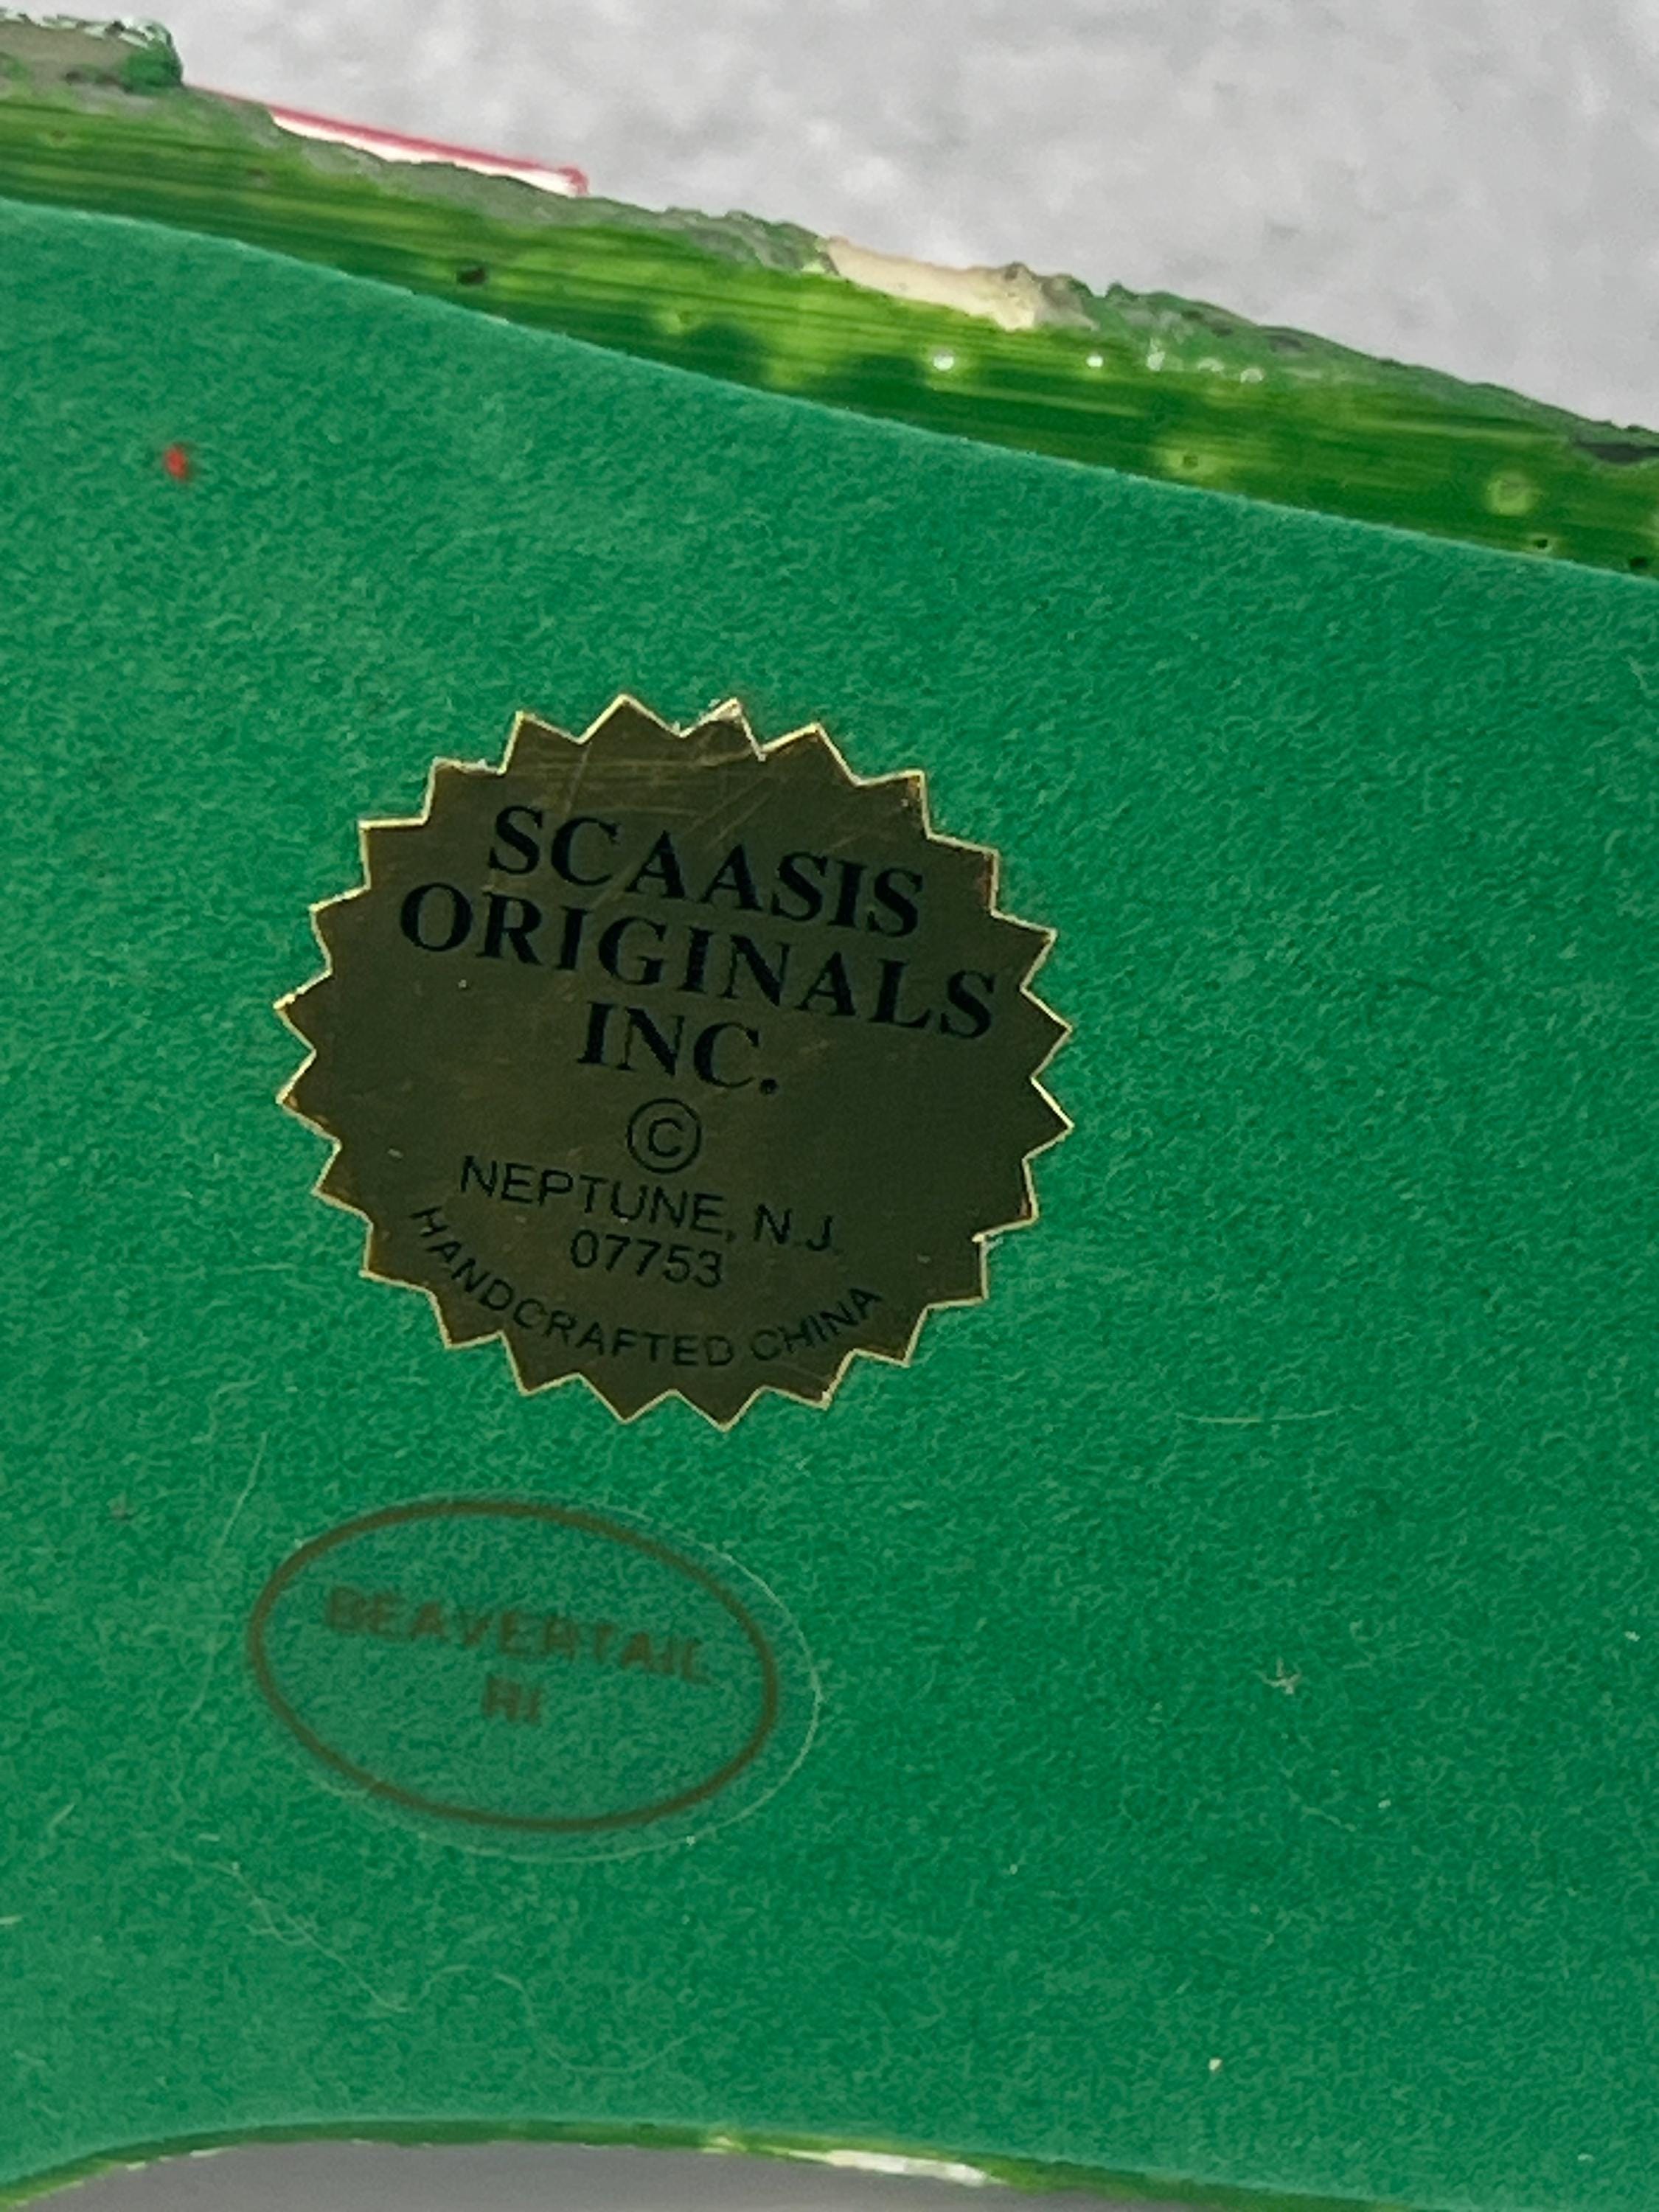 SCAASIS
ORIGINALS
INC.
©
NEPTUNE, N.J.
07753
HANDCRAFTED CHINA
BEAVERTAIL
RI